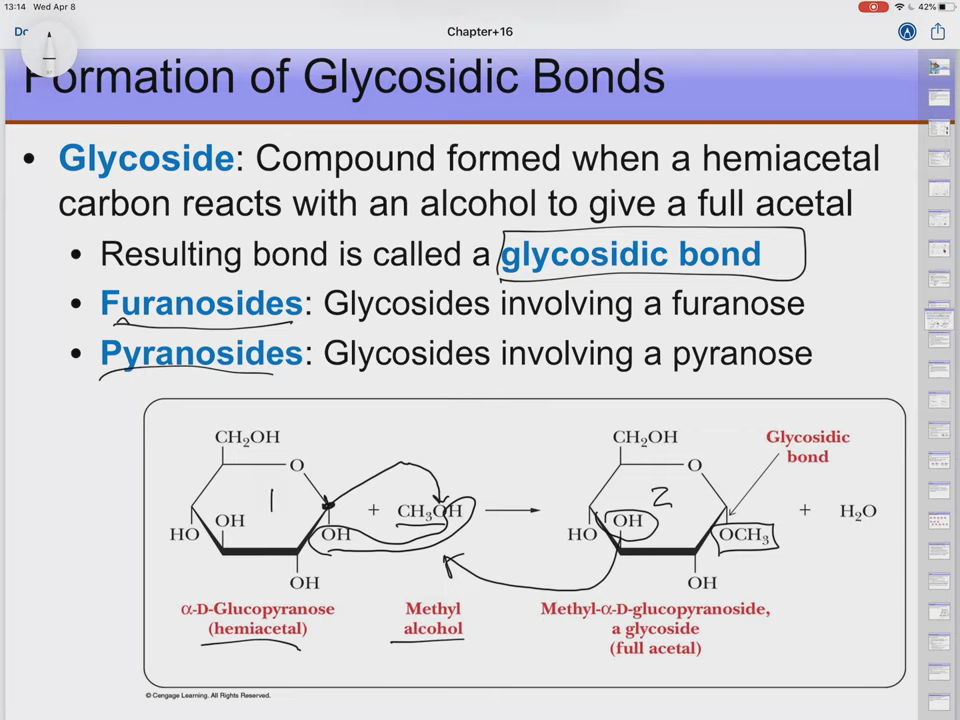 13:14 Wed Apr 8
42%
Chapter+16
Formation of Glycosidic Bonds
• Glycoside: Compound formed when a hemiacetal
carbon reacts with an alcohol to give a full acetal
• Resulting bond is called a glycosidic bond
• Furanosides: Glycosides involving a furanose
• Pyranosides: Glycosides involving a pyranose
CH₂OH
O
1
OH
HO
OH
OH
+ CH₃OH
CH₂OH
O
2
OH
HO
OCH₃
OH
Glycosidic
bond
+ H₂O
α-D-Glucopyranose
(hemiacetal)
Methyl
alcohol
Methyl-α-D-glucopyranoside,
a glycoside
(full acetal)
© Cengage Learning. All Rights Reserved.